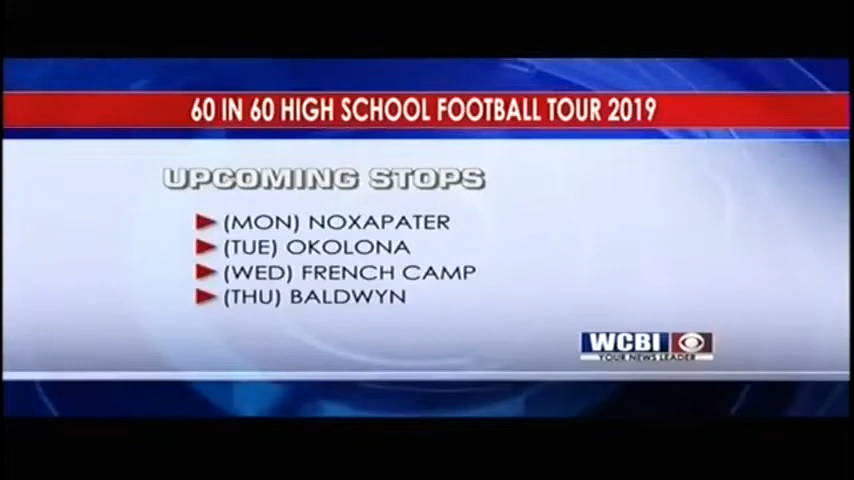 60 IN 60 HIGH SCHOOL FOOTBALL TOUR 2019
UPCOMING STOPS
(MON) NOXAPATER
(TUE) OKOLONA
(WED) FRENCH CAMP
(THU) BALDWYN
WCBI
YOUR NEWS LEADER